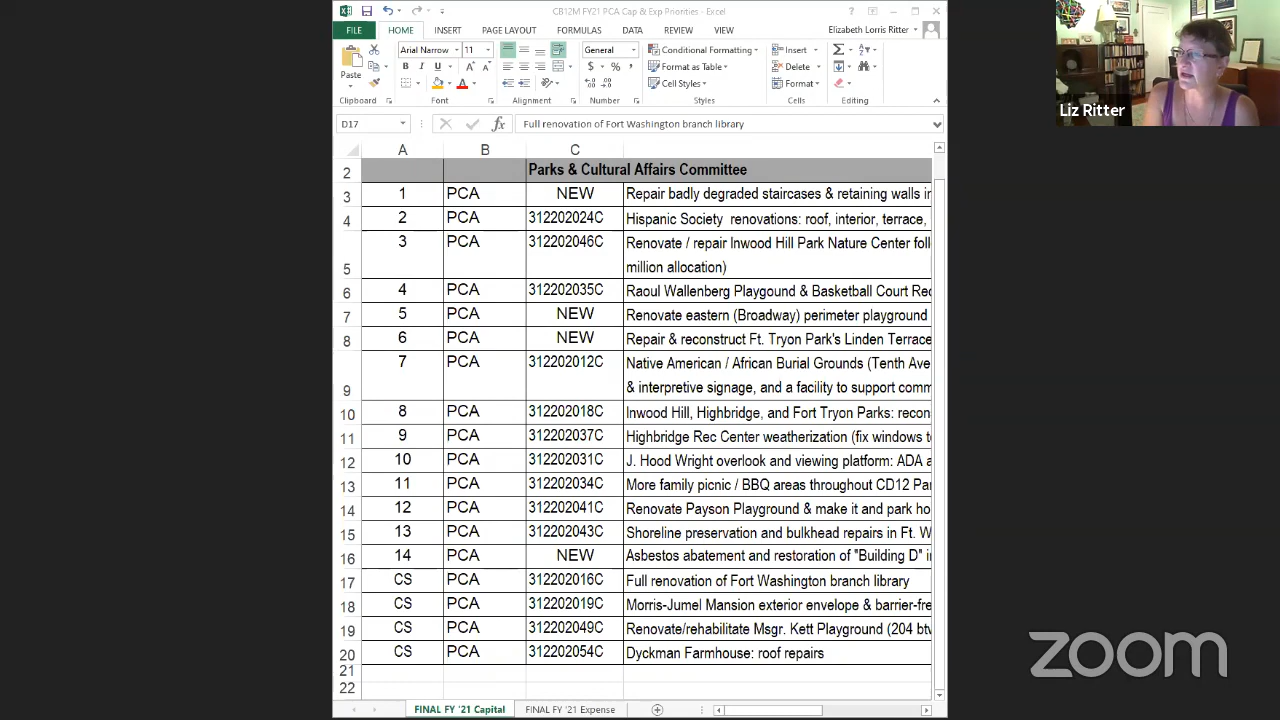 CB12M FY21 PCA Cap & Exp Priorities - Excel
FILE HOME INSERT PAGE LAYOUT FORMULAS DATA REVIEW VIEW Elizabeth Lorris Ritter
Paste
Arial Narrow 11
B I U
General
$ % ,
Conditional Formatting
Format as Table
Cell Styles
Insert
Delete
Format
Clipboard Font Alignment Number Styles Cells Editing
D17 fx Full renovation of Fort Washington branch library
A B C
2 Parks & Cultural Affairs Committee
3 1 PCA NEW Repair badly degraded staircases & retaining walls
4 2 PCA 312202024C Hispanic Society renovations: roof, interior, terrace,
5 3 PCA 312202046C Renovate / repair Inwood Hill Park Nature Center
million allocation)
6 4 PCA 312202035C Raoul Wallenberg Playgound & Basketball Court
7 5 PCA NEW Renovate eastern (Broadway) perimeter playground
8 6 PCA NEW Repair & reconstruct Ft. Tryon Park's Linden Terrace
9 7 PCA 312202012C Native American / African Burial Grounds (Tenth Ave
& interpretive signage, and a facility to support comm
10 8 PCA 312202018C Inwood Hill, Highbridge, and Fort Tryon Parks: recon
11 9 PCA 312202037C Highbridge Rec Center weatherization (fix windows
12 10 PCA 312202031C J. Hood Wright overlook and viewing platform: ADA
13 11 PCA 312202034C More family picnic / BBQ areas throughout CD12 Par
14 12 PCA 312202041C Renovate Payson Playground & make it and park ho
15 13 PCA 312202043C Shoreline preservation and bulkhead repairs in Ft. W
16 14 PCA NEW Asbestos abatement and restoration of "Building D"
17 CS PCA 312202016C Full renovation of Fort Washington branch library
18 CS PCA 312202019C Morris-Jumel Mansion exterior envelope & barrier-fre
19 CS PCA 312202049C Renovate/rehabilitate Msgr. Kett Playground (204
20 CS PCA 312202054C Dyckman Farmhouse: roof repairs
21
22
FINAL FY '21 Capital FINAL FY '21 Expense
Liz Ritter
zoom